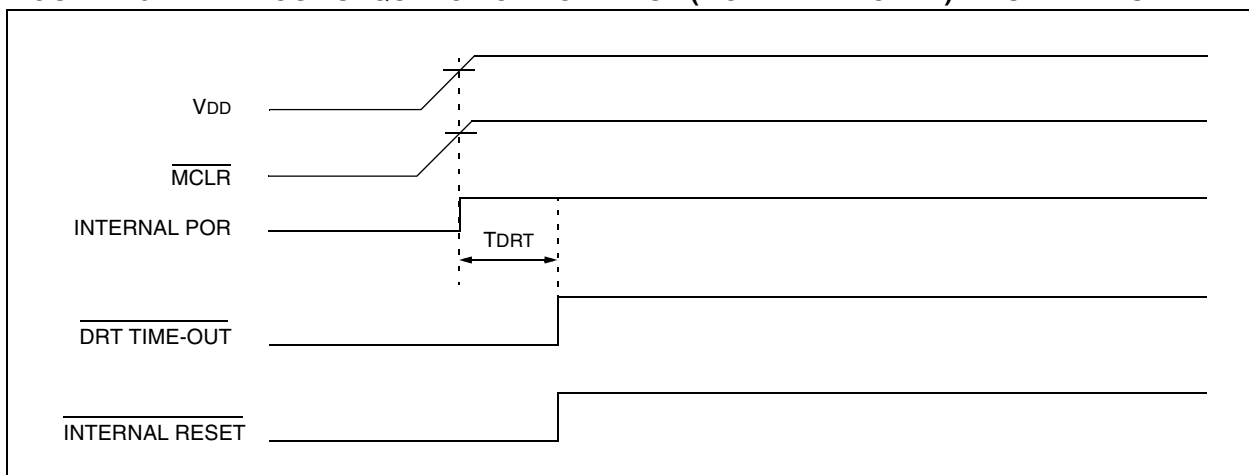 VDD
MCLR
INTERNAL POR
TDRT
DRT TIME-OUT
INTERNAL RESET